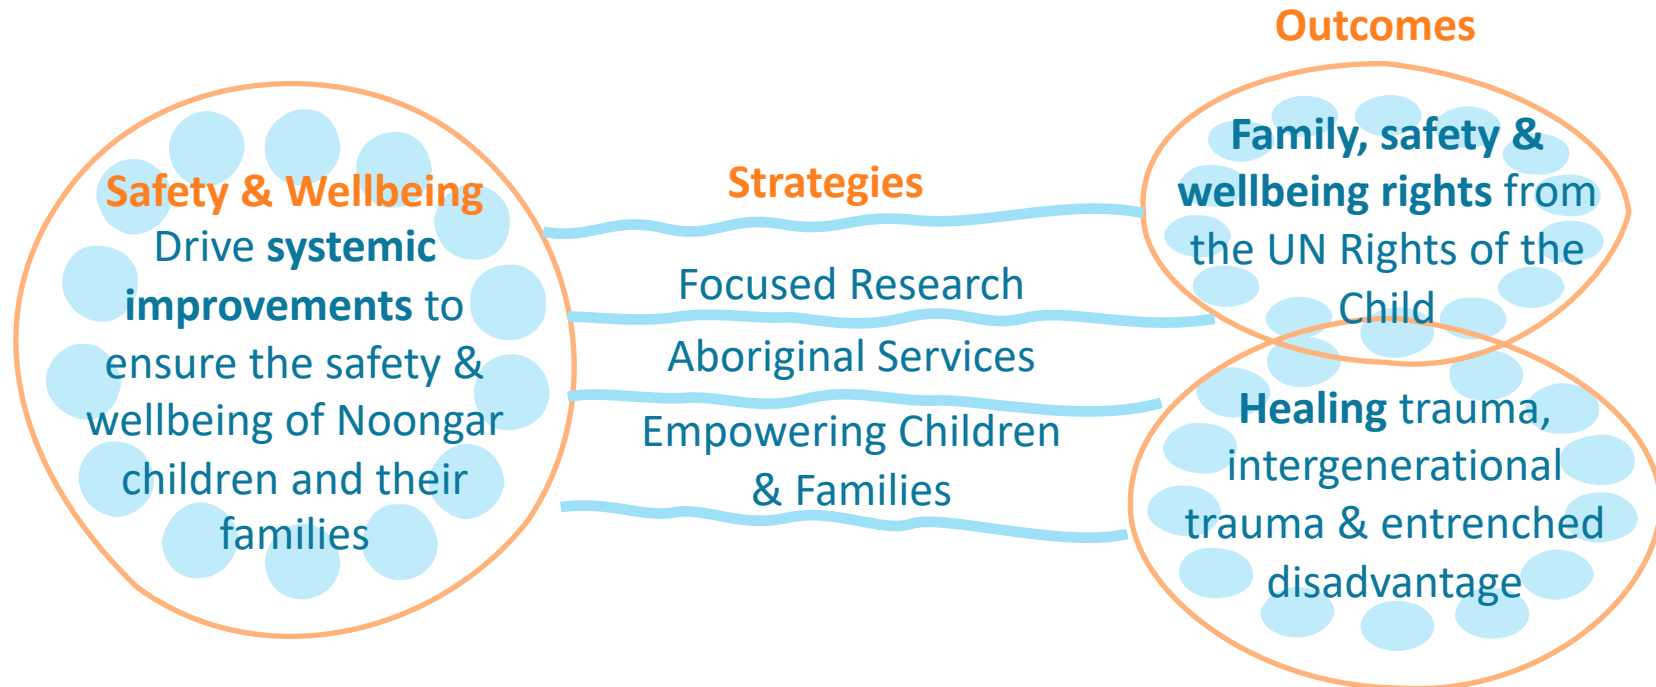 Safety & Wellbeing
Drive systemic
improvements to
ensure the safety &
wellbeing of Noongar
children and their
families
Strategies
Focused Research
Aboriginal Services
Empowering Children
& Families
Outcomes
Family, safety &
wellbeing rights from
the UN Rights of the
Child
Healing trauma,
intergenerational
trauma & entrenched
disadvantage